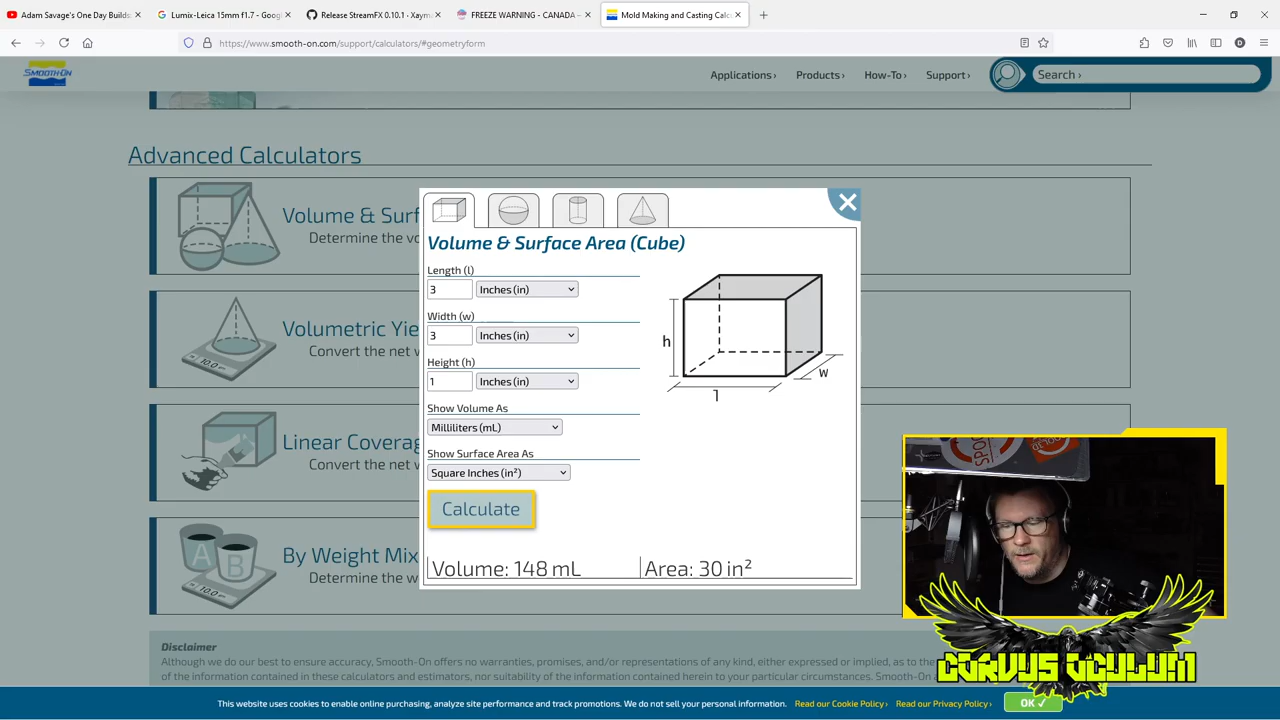 Adam Savage's One Day Builds:
Lumix-Leica 15mm f1.7 - Goog
Release StreamFX 0.10.1 · Xaym
FREEZE WARNING - CANADA –
Mold Making and Casting Calc
https://www.smooth-on.com/support/calculators/#geometryform
SMOOTH-ON
Applications ›
Products ›
How-To ›
Support ›
Search ›
Advanced Calculators
Volume & Surf
Determine the vo
Volumetric Yie
Convert the net w
10.0
Linear Coverag
Convert the net w
By Weight Mix
Determine the w
A B
10.0
Volume & Surface Area (Cube)
Length (l)
3 Inches (in)
Width (w)
3 Inches (in)
Height (h)
1 Inches (in)
Show Volume As
Milliliters (mL)
Show Surface Area As
Square Inches (in²)
Calculate
h
w
l
Volume: 148 mL
Area: 30 in²
Disclaimer
Although we do our best to ensure accuracy, Smooth-On offers no warranties, promises, and/or representations of any kind, either expressed or implied, as to the
of the information contained in these calculators and estimators, nor suitability of the information contained herein to your particular circumstances. Smooth-On
This website uses cookies to enable online purchasing, analyze site performance and track promotions. We do not sell your personal information.
Read our Cookie Policy ›
Read our Privacy Policy ›
OK ✓
CORVUS OCULUM